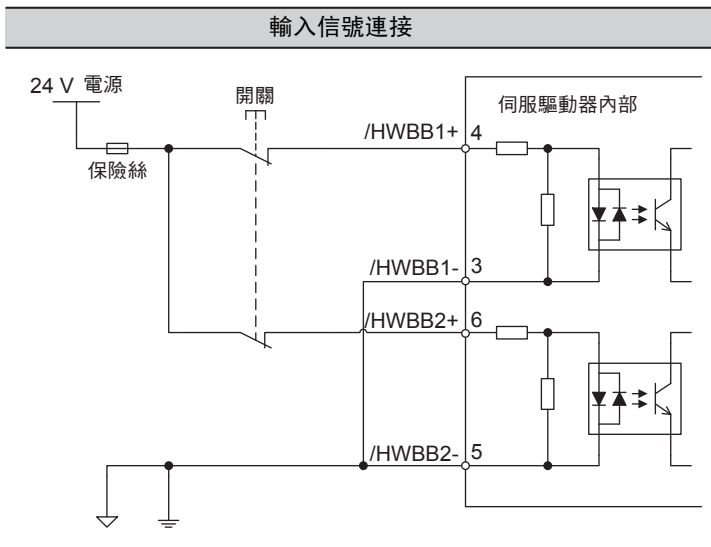 輸入信號連接
24 V 電源
開關
伺服驅動器內部
/HWBB1+ 4
保險絲
/HWBB1- 3
/HWBB2+ 6
/HWBB2- 5